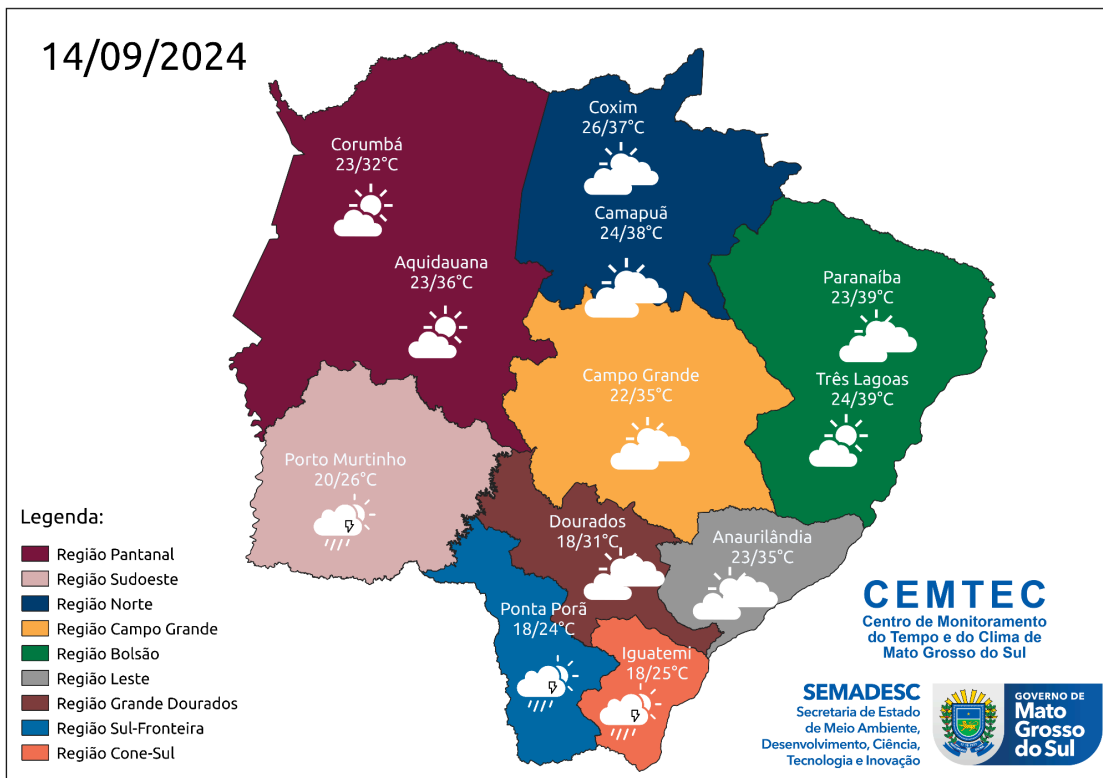 14/09/2024
Coxim
26/37°C
Corumbá
23/32°C
Camapuã
24/38°C
Aquidauana
23/36°C
Paranaíba
23/39°C
Campo Grande
22/35°C
Três Lagoas
24/39°C
Porto Murtinho
20/26°C
Dourados
18/31°C
Anaurilândia
23/35°C
Ponta Porã
18/24°C
Iguatemi
18/25°C
Legenda:
Região Pantanal
Região Sudoeste
Região Norte
Região Campo Grande
Região Bolsão
Região Leste
Região Grande Dourados
Região Sul-Fronteira
Região Cone-Sul
CEMTEC
Centro de Monitoramento
do Tempo e do Clima de
Mato Grosso do Sul
SEMADESC
Secretaria de Estado
de Meio Ambiente,
Desenvolvimento, Ciência,
Tecnologia e Inovação
GOVERNO DE
Mato
Grosso
do Sul